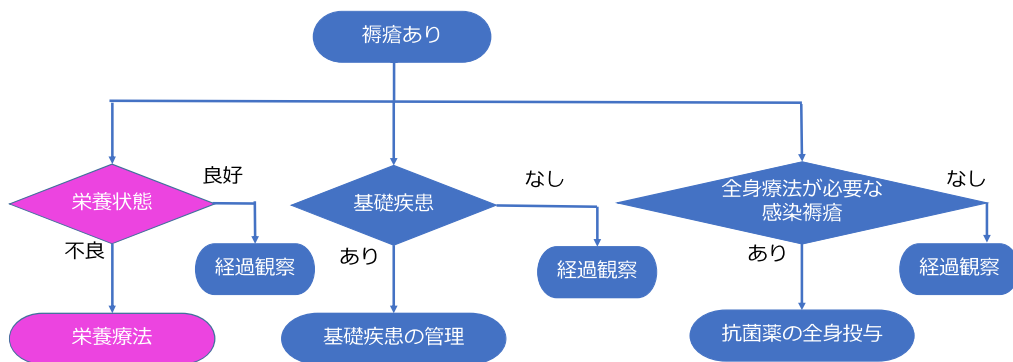 褥瘡あり
栄養状態
良好
不良
経過観察
栄養療法
基礎疾患
なし
あり
経過観察
基礎疾患の管理
全身療法が必要な
感染褥瘡
なし
あり
経過観察
抗菌薬の全身投与